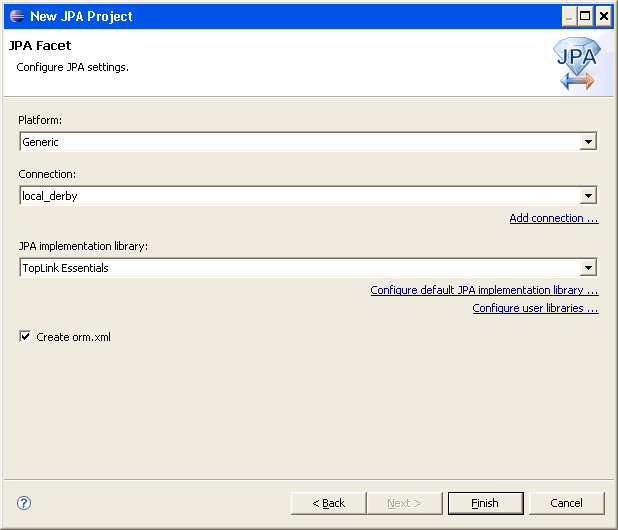 New JPA Project
JPA Facet
Configure JPA settings.
JPA
Platform:
Generic
Connection:
local_derby
Add connection ...
JPA implementation library:
TopLink Essentials
Configure default JPA implementation library ...
Configure user libraries ...
Create orm.xml
?
< Back
Next >
Finish
Cancel